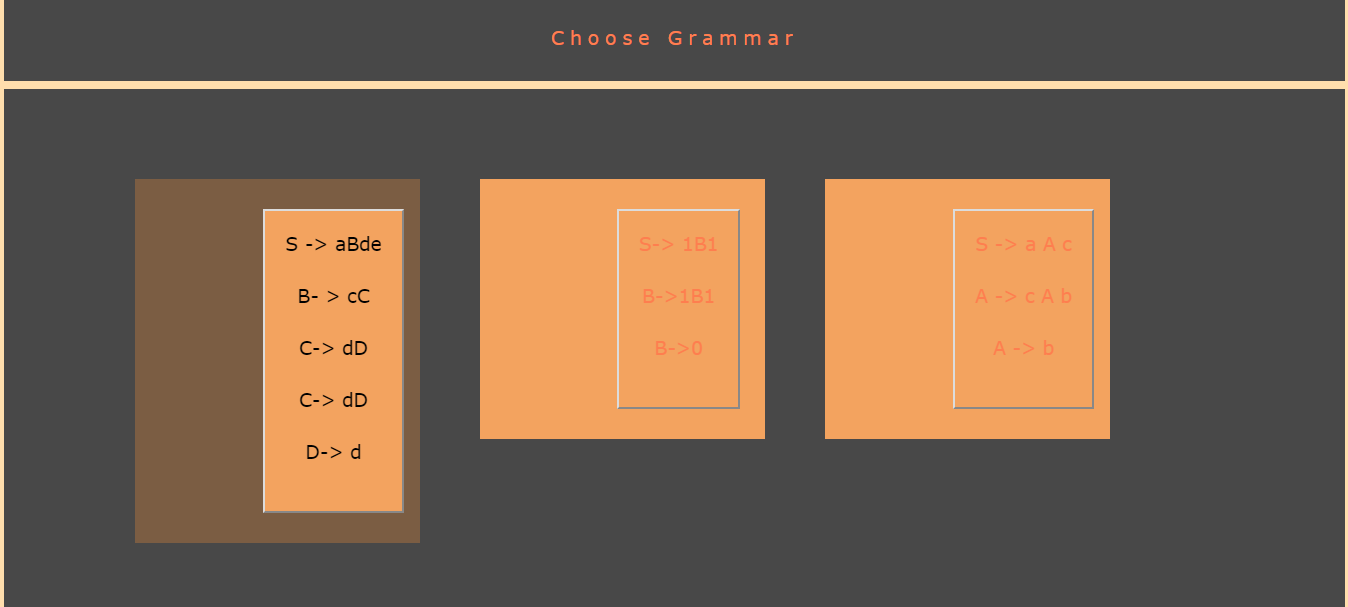 Choose Grammar
S -> aBde
B- > cC
C-> dD
C-> dD
D-> d
S-> 1B1
B->1B1
B->0
S -> a A c
A -> c A b
A -> b